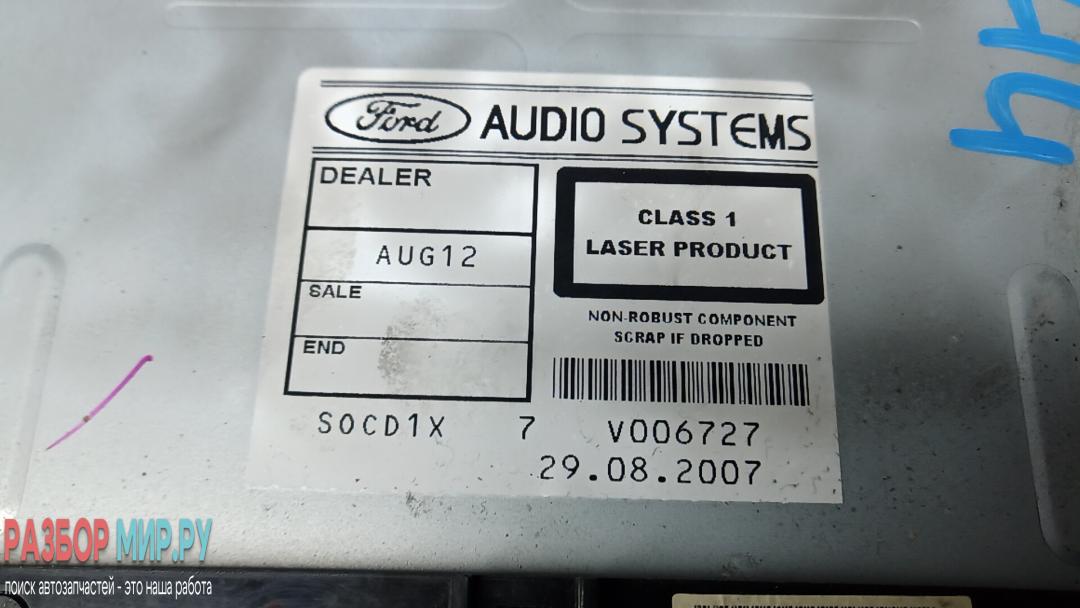 Ford AUDIO SYSTEMS
DEALER
AUG12
SALE
END
CLASS 1
LASER PRODUCT
NON-ROBUST COMPONENT
SCRAP IF DROPPED
SOCD1X 7 V006727
29.08.2007
РАЗБОР МИР.РУ
поиск автозапчастей - это наша работа